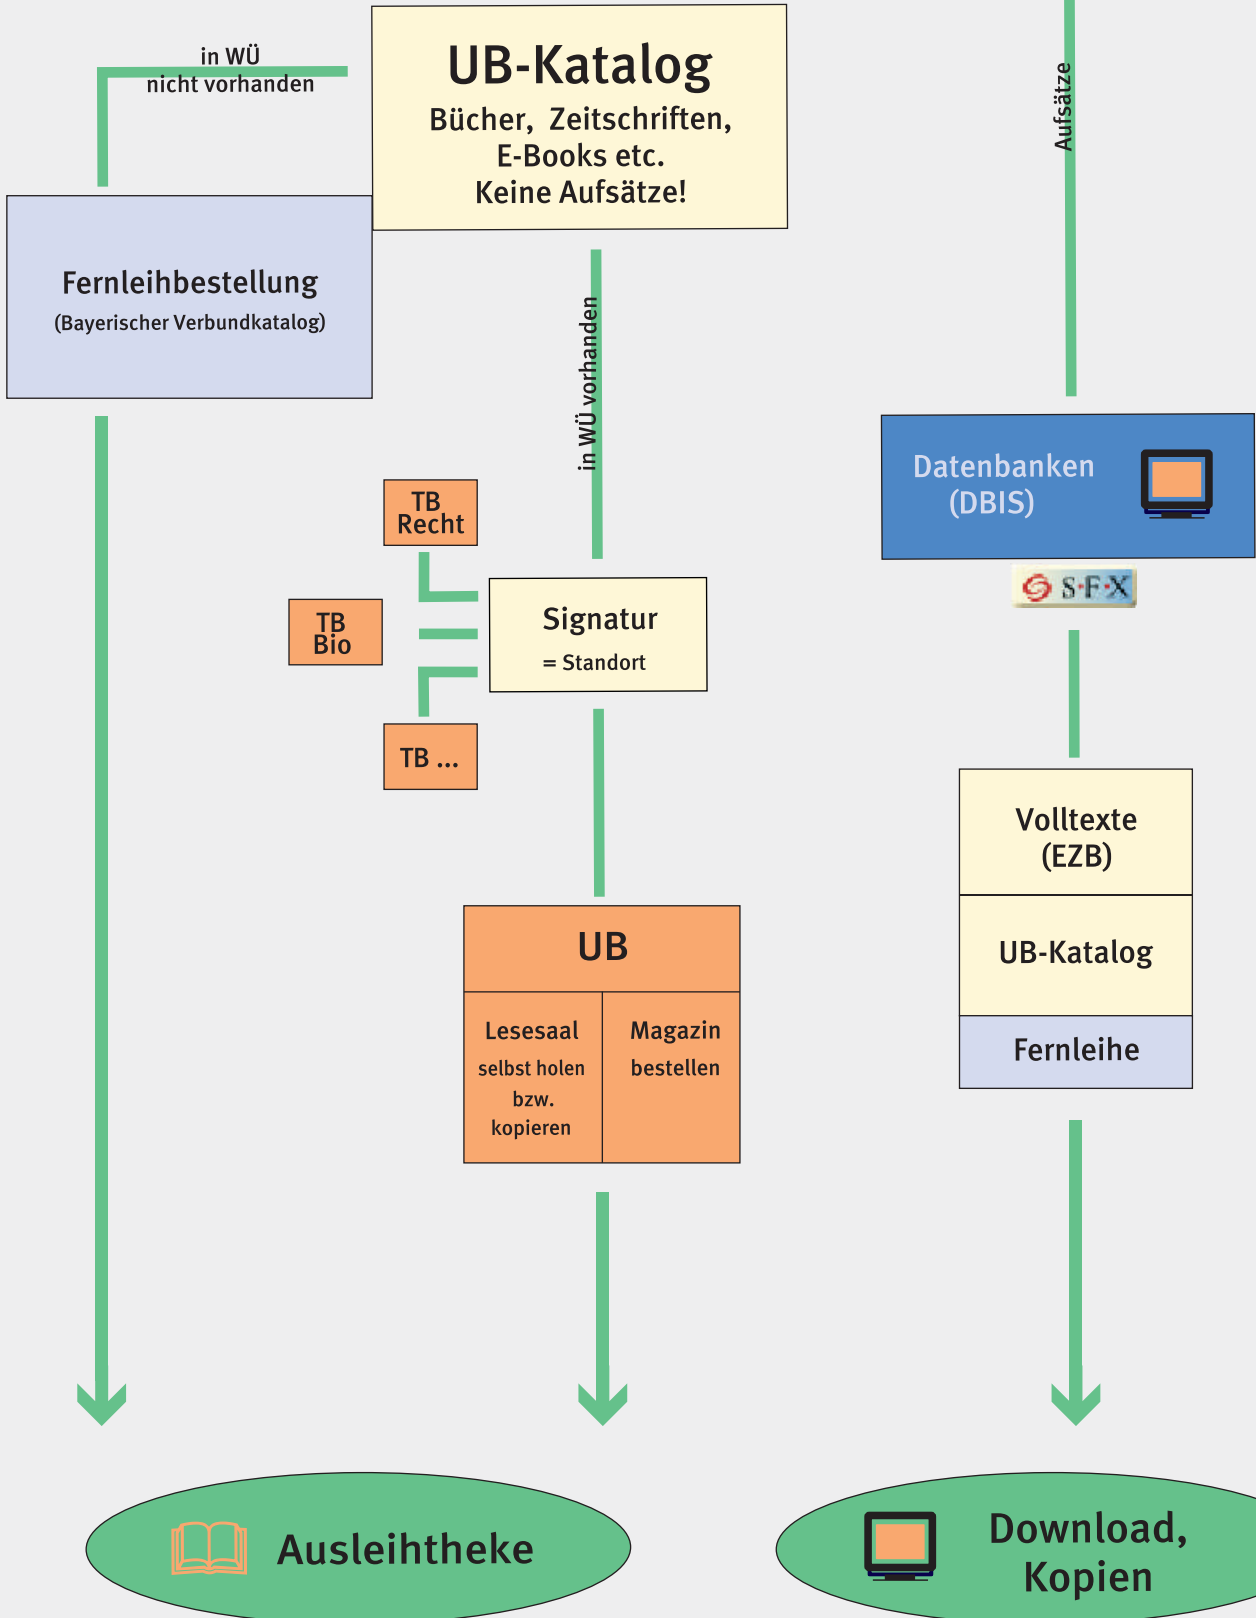 in WÜ
nicht vorhanden
UB-Katalog
Bücher, Zeitschriften,
E-Books etc.
Keine Aufsätze!
Aufsätze
Fernleihbestellung
(Bayerischer Verbundkatalog)
in WÜ vorhanden
Datenbanken
(DBIS)
S·F·X
TB
Recht
TB
Bio
TB ...
Signatur
= Standort
Volltexte
(EZB)
UB-Katalog
Fernleihe
UB
Lesesaal
selbst holen
bzw.
kopieren
Magazin
bestellen
Ausleihtheke
Download,
Kopien